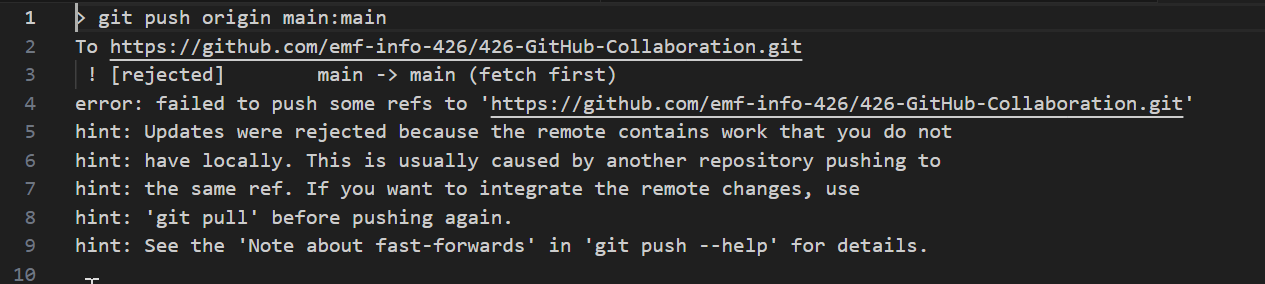 1 > git push origin main:main
2 To https://github.com/emf-info-426/426-GitHub-Collaboration.git
3  ! [rejected]        main -> main (fetch first)
4 error: failed to push some refs to 'https://github.com/emf-info-426/426-GitHub-Collaboration.git'
5 hint: Updates were rejected because the remote contains work that you do not
6 hint: have locally. This is usually caused by another repository pushing to
7 hint: the same ref. If you want to integrate the remote changes, use
8 hint: 'git pull' before pushing again.
9 hint: See the 'Note about fast-forwards' in 'git push --help' for details.
10